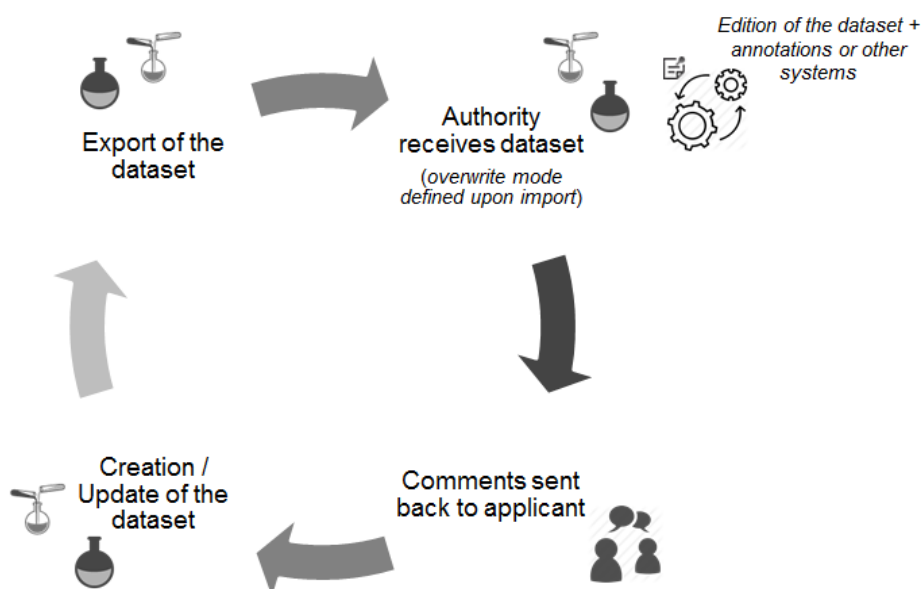 Edition of the dataset +
annotations or other
systems
Export of the
dataset
Authority
receives dataset
(overwrite mode
defined upon import)
Creation /
Update of the
dataset
Comments sent
back to applicant